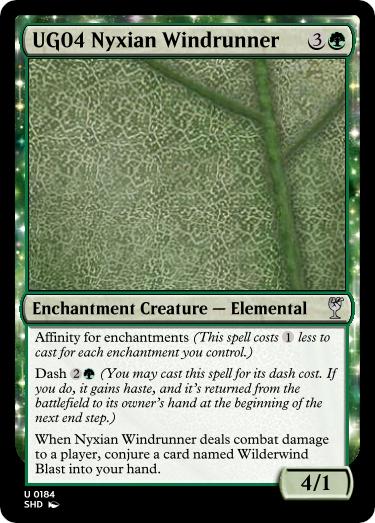 UG04 Nyxian Windrunner 3
Enchantment Creature — Elemental
Affinity for enchantments (This spell costs 1 less to
cast for each enchantment you control.)
Dash 2 (You may cast this spell for its dash cost. If
you do, it gains haste, and it's returned from the
battlefield to its owner's hand at the beginning of the
next end step.)
When Nyxian Windrunner deals combat damage
to a player, conjure a card named Wilderwind
Blast into your hand.
4/1
U 0184
SHD